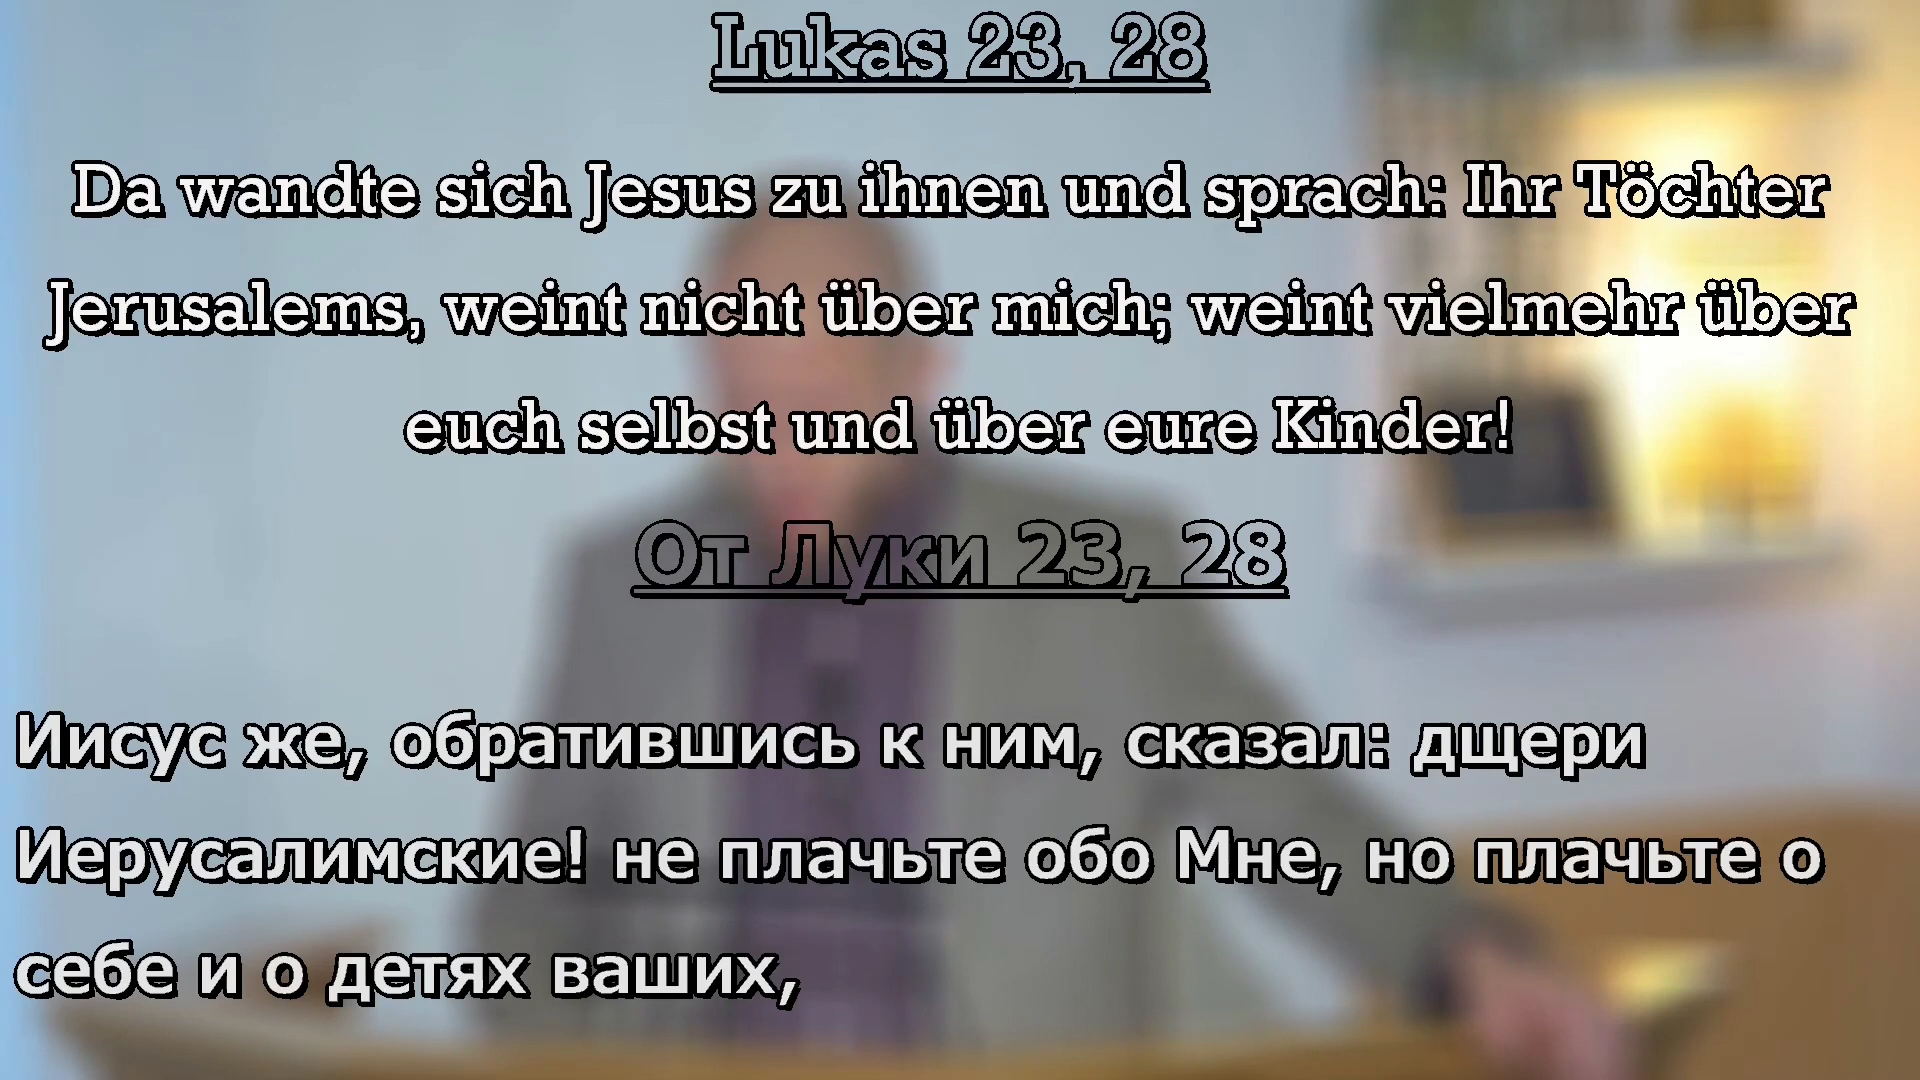 Lukas 23, 28
Da wandte sich Jesus zu ihnen und sprach: Ihr Töchter
Jerusalems, weint nicht über mich; weint vielmehr über
euch selbst und über eure Kinder!
От Луки 23, 28
Иисус же, обратившись к ним, сказал: дщери
Иерусалимские! не плачьте обо Мне, но плачьте о
себе и о детях ваших,